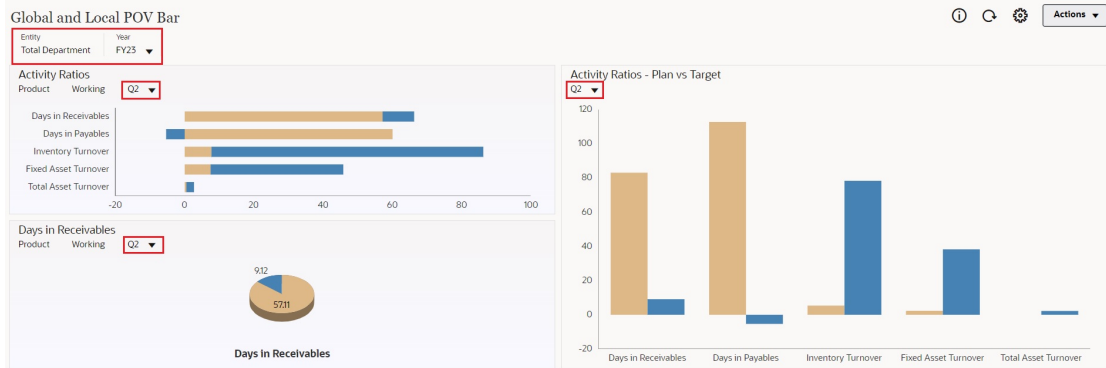 Global and Local POV Bar
Actions
Entity Year
Total Department FY23
Activity Ratios
Product Working Q2
Days in Receivables
Days in Payables
Inventory Turnover
Fixed Asset Turnover
Total Asset Turnover
-20 0 20 40 60 80 100
Days in Receivables
Product Working Q2
9.12
57.11
Days in Receivables
Activity Ratios - Plan vs Target
Q2
120
100
80
60
40
20
0
-20
Days in Receivables Days in Payables Inventory Turnover Fixed Asset Turnover Total Asset Turnover